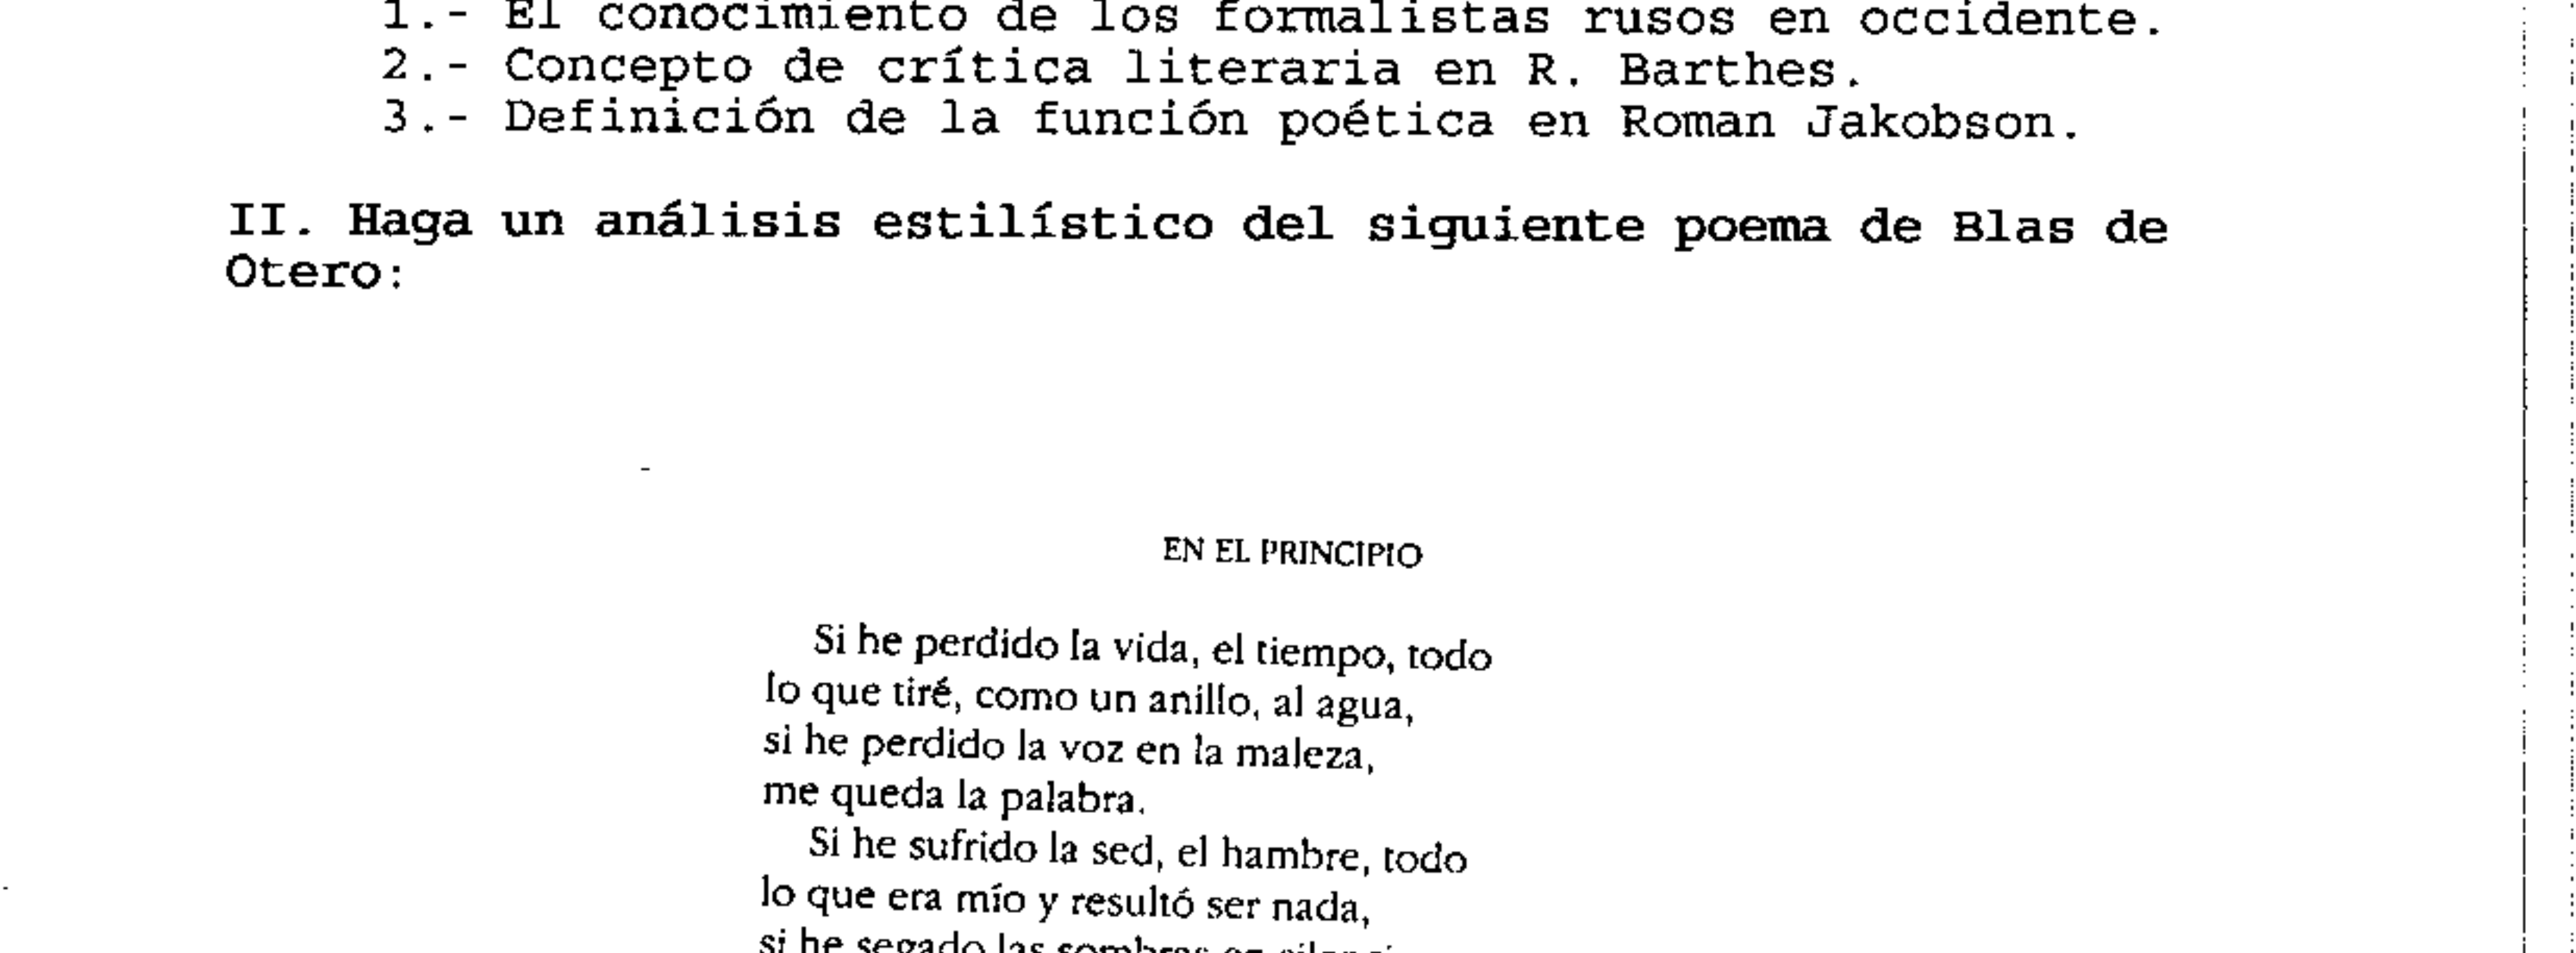 1.- El conocimiento de los formalistas rusos en occidente.
2.- Concepto de crítica literaria en R. Barthes.
3.- Definición de la función poética en Roman Jakobson.
II. Haga un análisis estilístico del siguiente poema de Blas de
Otero:
EN EL PRINCIPIO
Si he perdido la vida, el tiempo, todo
lo que tiré, como un anillo, al agua,
si he perdido la voz en la maleza,
me queda la palabra.
Si he sufrido la sed, el hambre, todo
lo que era mío y resultó ser nada,
si he segado las sombras en